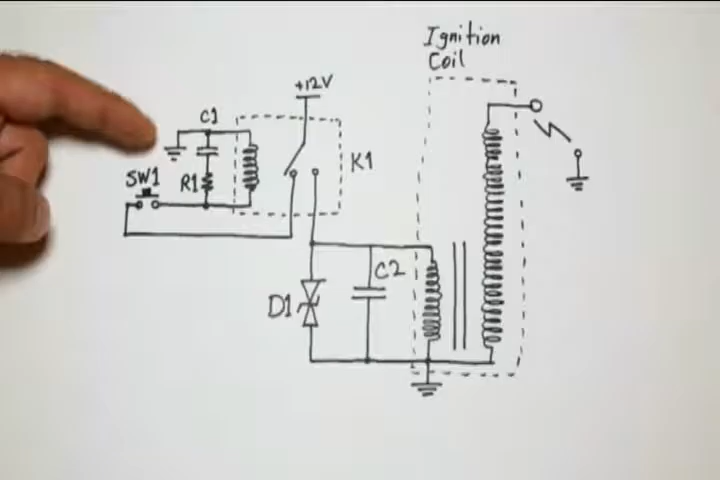 Ignition
Coil
+12V
C1
K1
SW1
R1
C2
D1